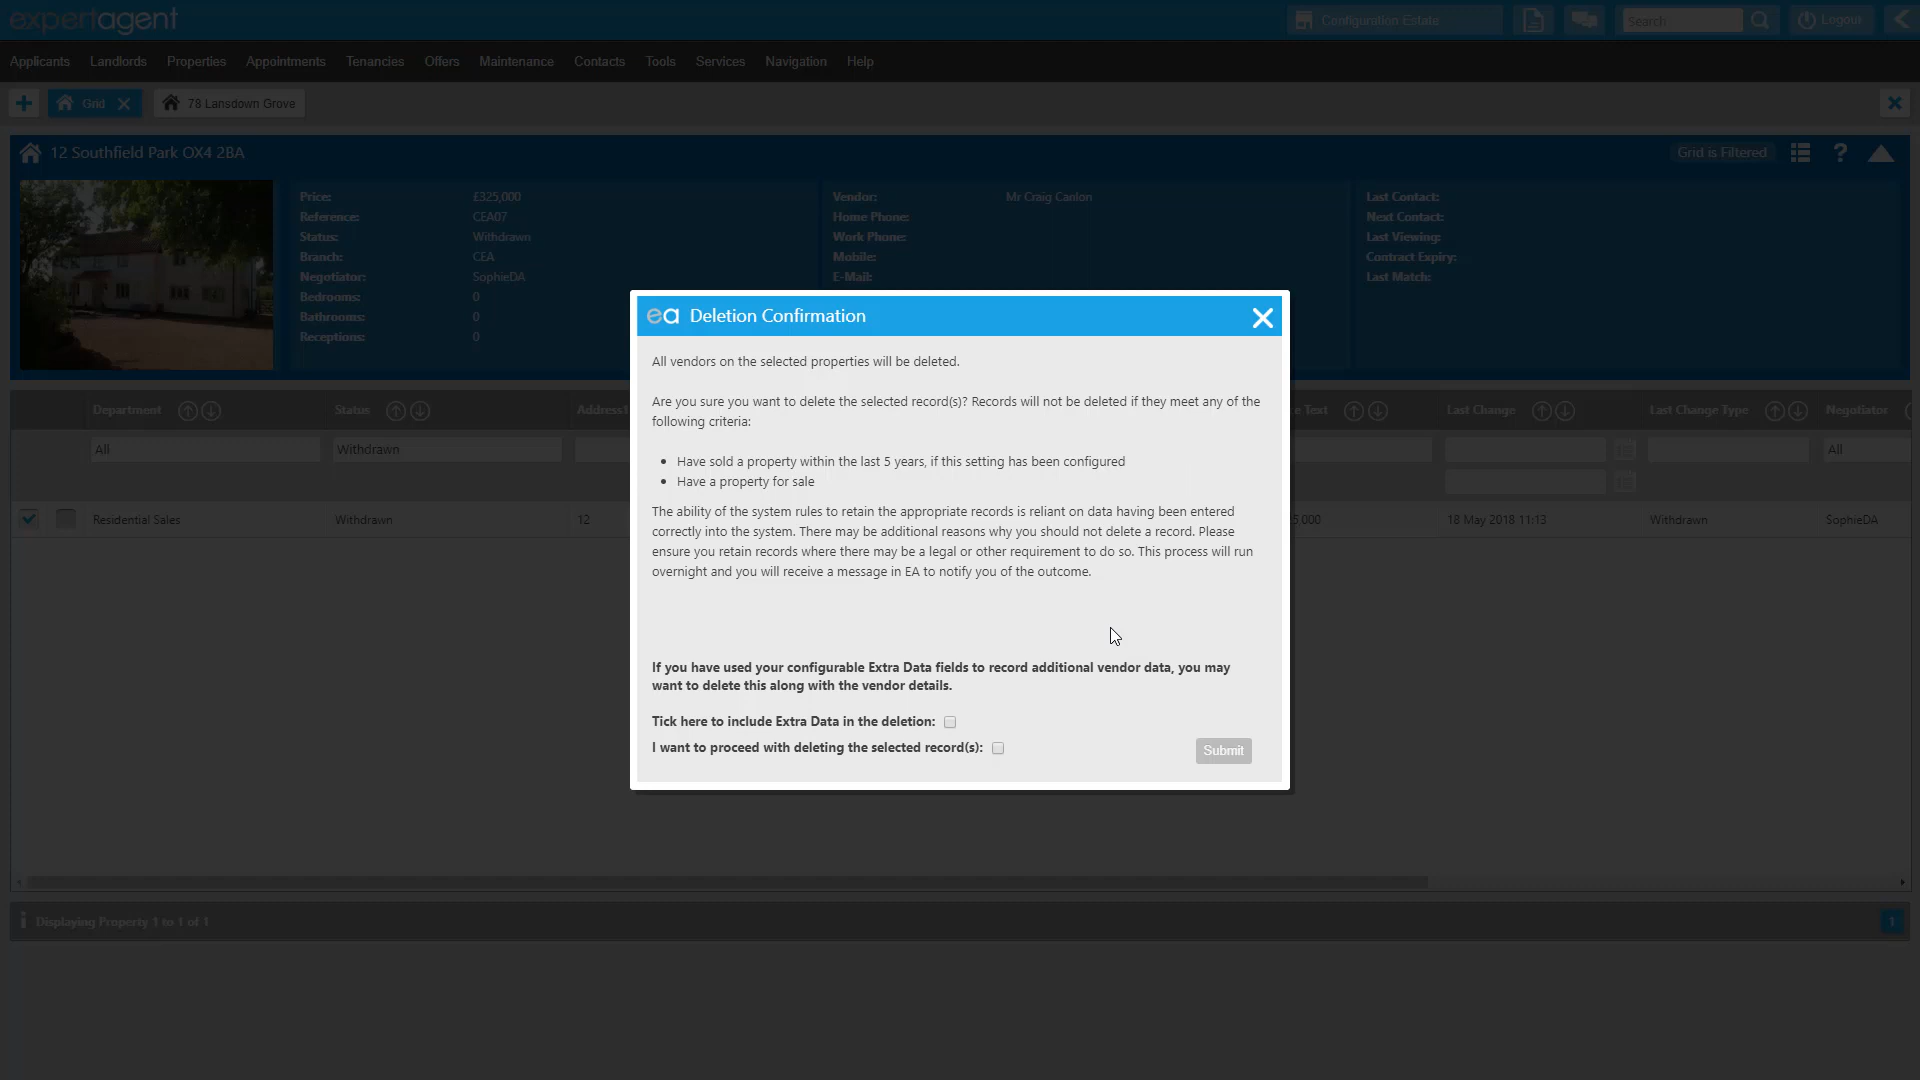 expertagent
Configuration Estate
Search
Logout
Applicants Landlords Properties Appointments Tenancies Offers Maintenance Contacts Tools Services Navigation Help
Grid
78 Lansdown Grove
12 Southfield Park OX4 2BA
Grid is Filtered
?
Price: £325,000
Reference: CEA07
Status: Withdrawn
Branch: CEA
Negotiator: SophieDA
Bedrooms: 0
Bathrooms: 0
Receptions: 0
Vendor: Mr Craig Canlon
Home Phone:
Work Phone:
Mobile:
E-Mail:
Last Contact:
Next Contact:
Last Viewing:
Contract Expiry:
Last Match:
ea Deletion Confirmation
All vendors on the selected properties will be deleted.
Are you sure you want to delete the selected record(s)? Records will not be deleted if they meet any of the
following criteria:
• Have sold a property within the last 5 years, if this setting has been configured
• Have a property for sale
The ability of the system rules to retain the appropriate records is reliant on data having been entered
correctly into the system. There may be additional reasons why you should not delete a record. Please
ensure you retain records where there may be a legal or other requirement to do so. This process will run
overnight and you will receive a message in EA to notify you of the outcome.
If you have used your configurable Extra Data fields to record additional vendor data, you may
want to delete this along with the vendor details.
Tick here to include Extra Data in the deletion:
I want to proceed with deleting the selected record(s):
Submit
Department Status Address1 Text Last Change Last Change Type Negotiator
All Withdrawn All
Residential Sales Withdrawn 12 5,000 18 May 2018 11:13 Withdrawn SophieDA
Displaying Property 1 to 1 of 1
1